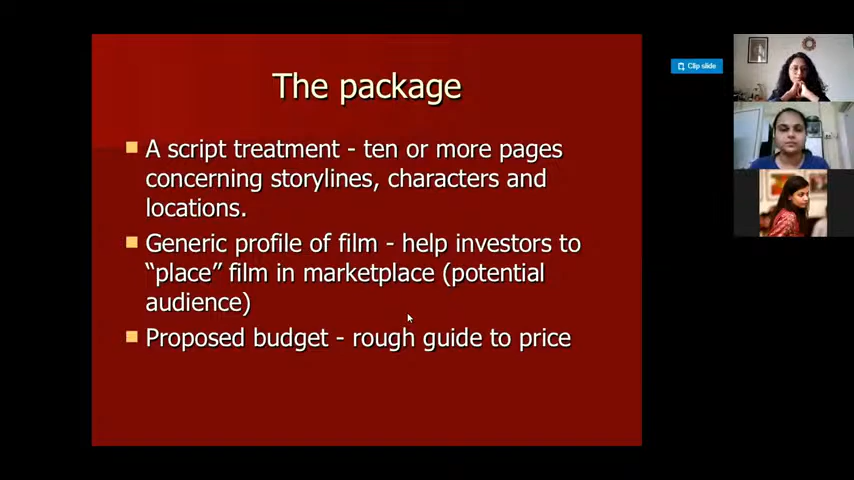 The package
A script treatment - ten or more pages
concerning storylines, characters and
locations.
Generic profile of film - help investors to
“place” film in marketplace (potential
audience)
Proposed budget - rough guide to price
Clip slide